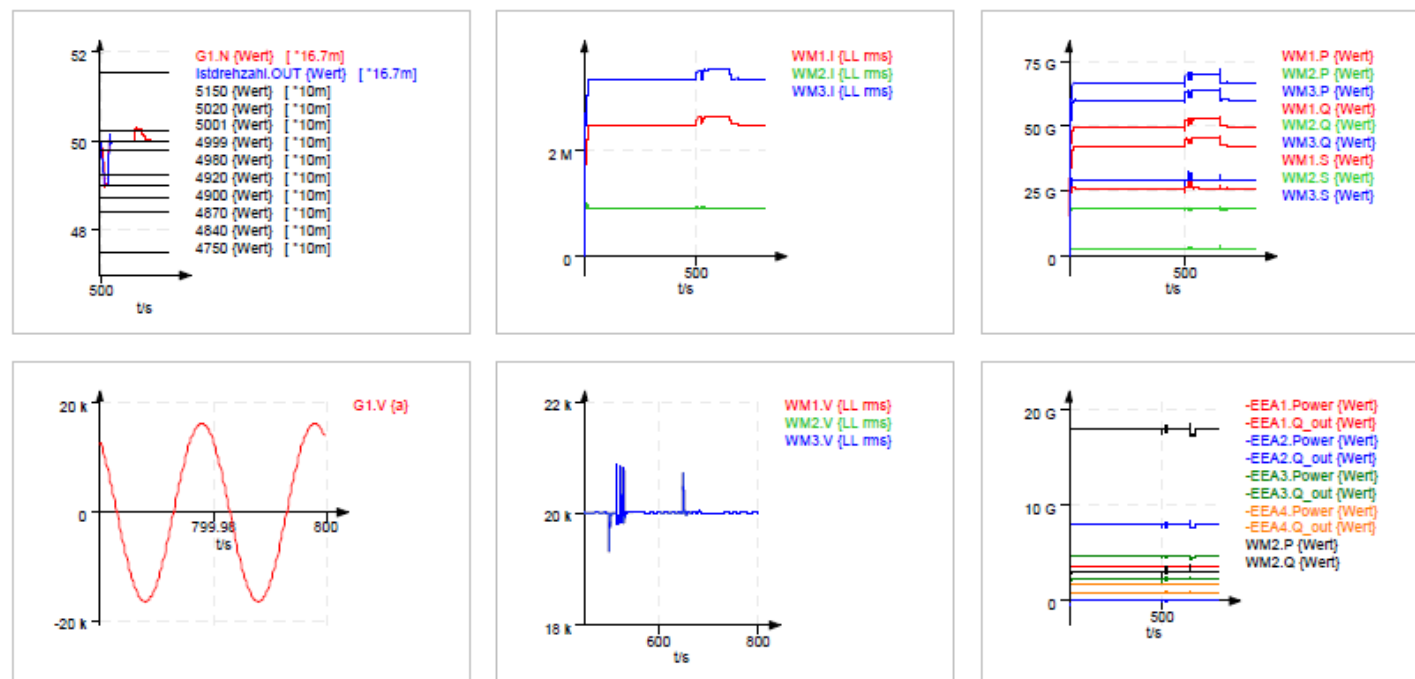 52
50
48
500
t/s
G1.N {Wert} [ *16.7m]
Istdrehzahl.OUT {Wert} [ *16.7m]
5150 {Wert} [ *10m]
5020 {Wert} [ *10m]
5001 {Wert} [ *10m]
4999 {Wert} [ *10m]
4980 {Wert} [ *10m]
4920 {Wert} [ *10m]
4900 {Wert} [ *10m]
4870 {Wert} [ *10m]
4840 {Wert} [ *10m]
4750 {Wert} [ *10m]
2 M
0
500
t/s
WM1.I {LL rms}
WM2.I {LL rms}
WM3.I {LL rms}
75 G
50 G
25 G
0
500
t/s
WM1.P {Wert}
WM2.P {Wert}
WM3.P {Wert}
WM1.Q {Wert}
WM2.Q {Wert}
WM3.Q {Wert}
WM1.S {Wert}
WM2.S {Wert}
WM3.S {Wert}
20 k
0
-20 k
799.98
800
t/s
G1.V {a}
22 k
20 k
18 k
600
800
t/s
WM1.V {LL rms}
WM2.V {LL rms}
WM3.V {LL rms}
20 G
10 G
0
500
t/s
-EEA1.Power {Wert}
-EEA1.Q_out {Wert}
-EEA2.Power {Wert}
-EEA2.Q_out {Wert}
-EEA3.Power {Wert}
-EEA3.Q_out {Wert}
-EEA4.Power {Wert}
-EEA4.Q_out {Wert}
WM2.P {Wert}
WM2.Q {Wert}